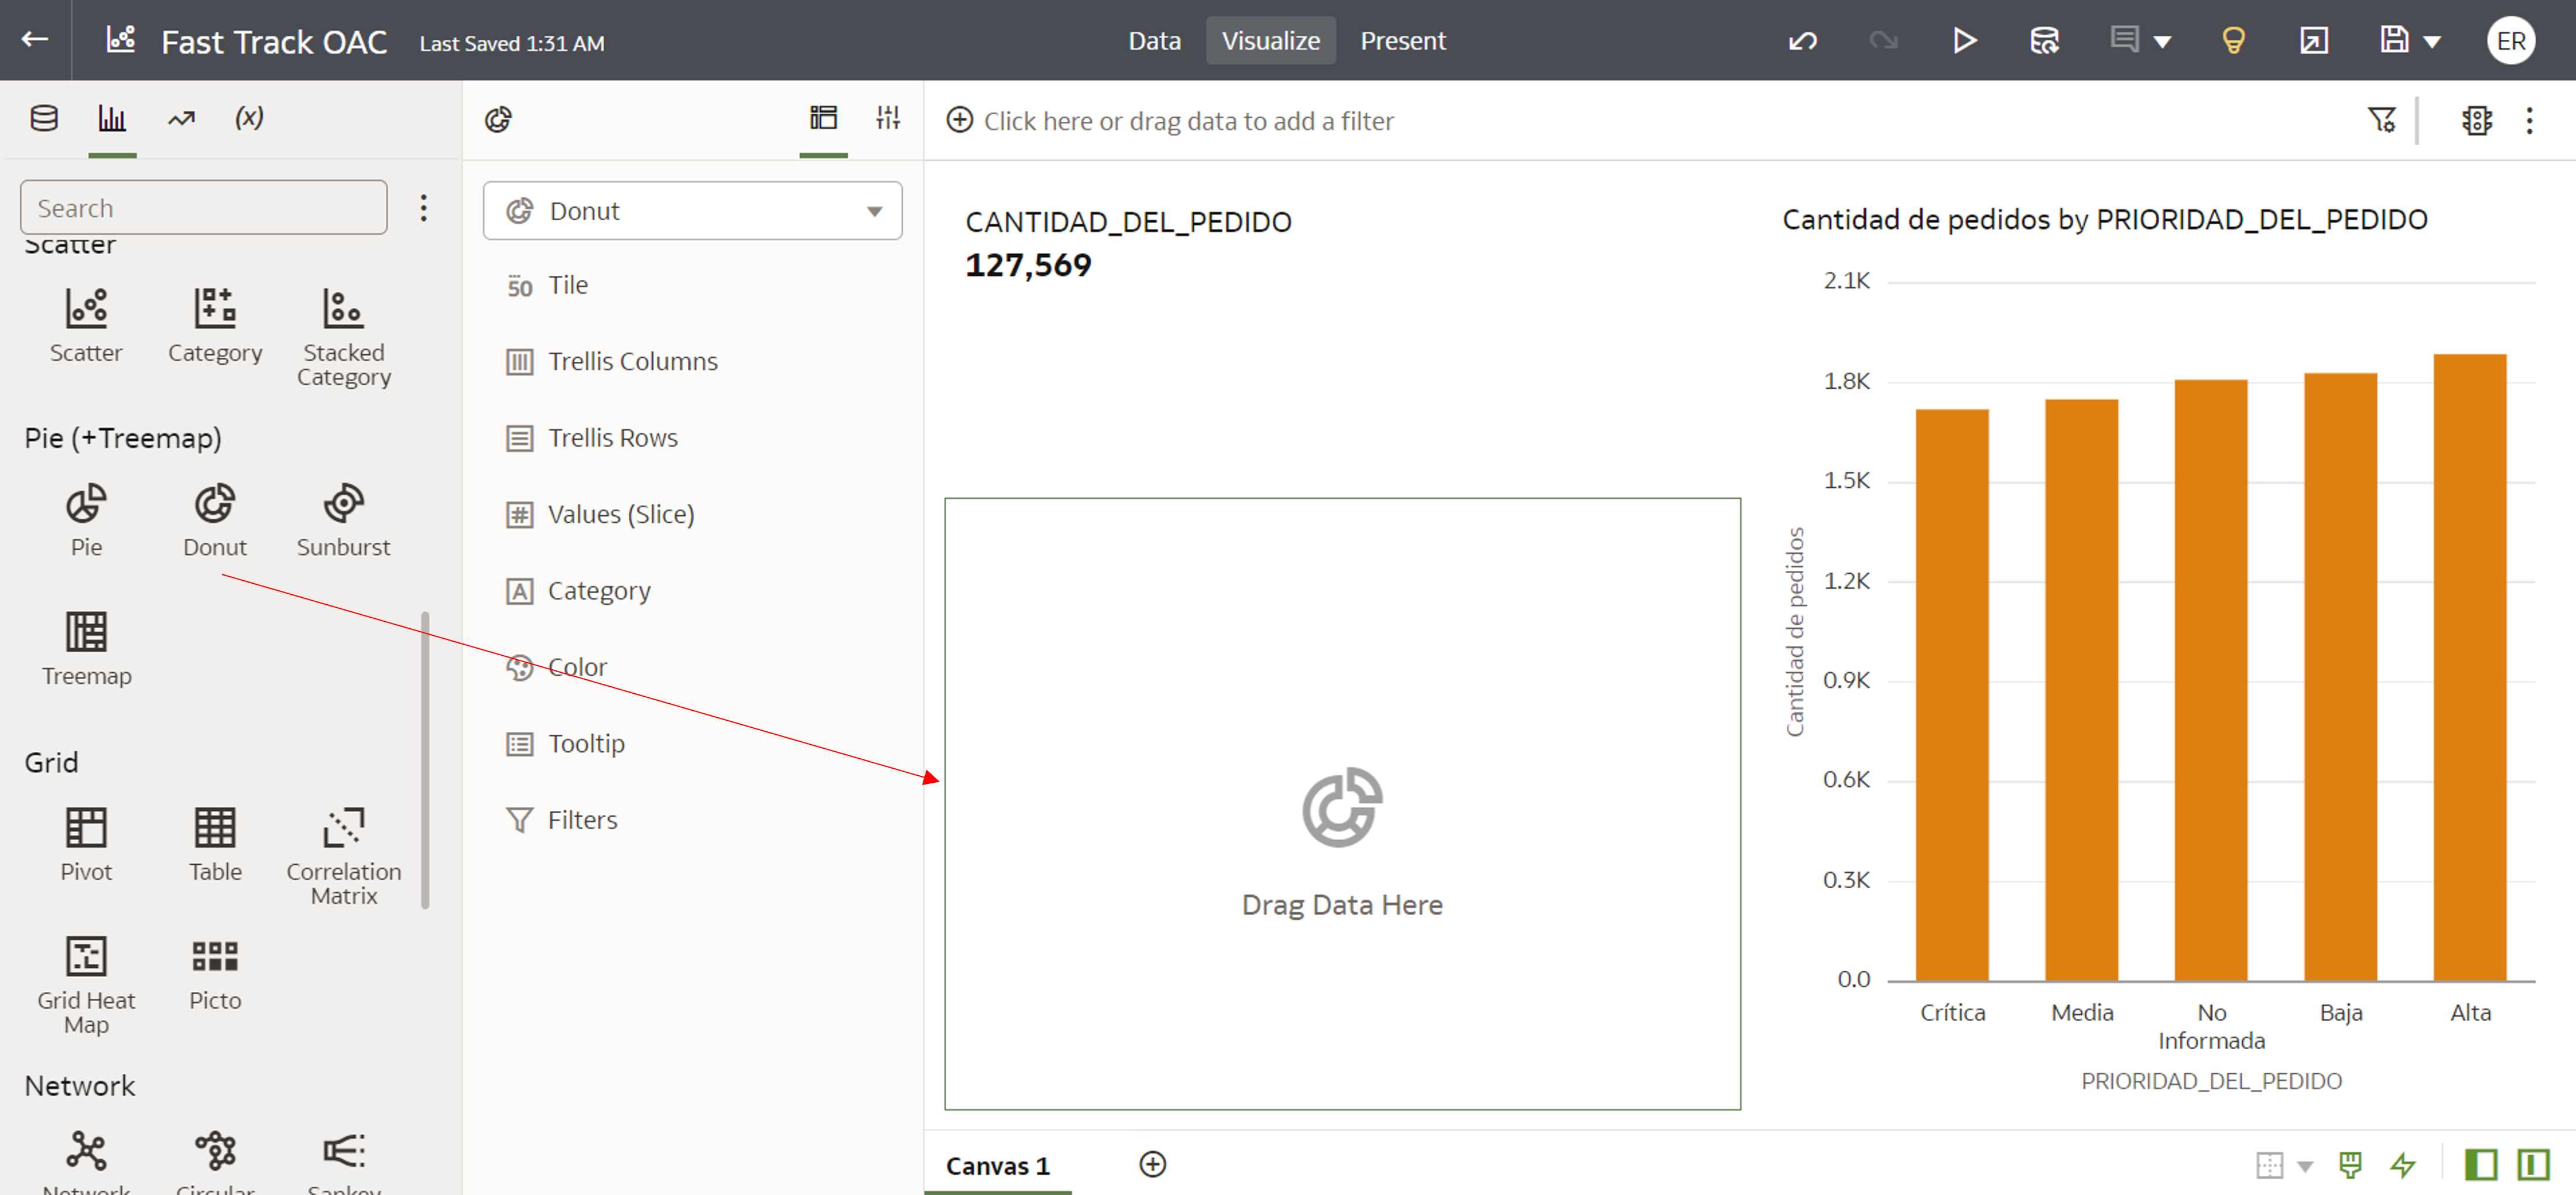 Fast Track OAC
Last Saved 1:31 AM
Data
Visualize
Present
ER
(x)
Search
Scatter
Scatter
Category
Stacked
Category
Pie (+Treemap)
Pie
Donut
Sunburst
Treemap
Grid
Pivot
Table
Correlation
Matrix
Grid Heat
Map
Picto
Network
Network
Circular
Sankey
Donut
50
Tile
Trellis Columns
Trellis Rows
#
Values (Slice)
A
Category
Color
Tooltip
Filters
Click here or drag data to add a filter
CANTIDAD_DEL_PEDIDO
127,569
Drag Data Here
Cantidad de pedidos by PRIORIDAD_DEL_PEDIDO
2.1K
1.8K
1.5K
1.2K
0.9K
0.6K
0.3K
0.0
Cantidad de pedidos
Crítica
Media
No
Informada
Baja
Alta
PRIORIDAD_DEL_PEDIDO
Canvas 1